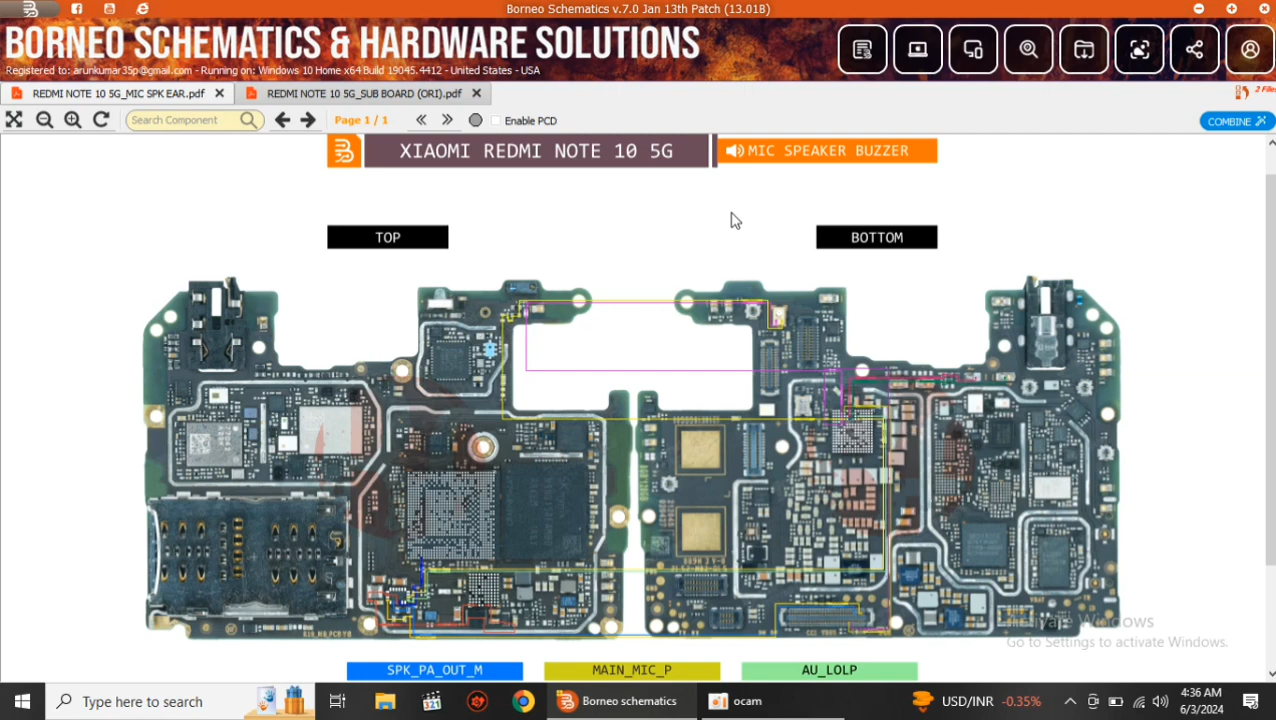 Borneo Schematics v.7.0 Jan 13th Patch (13.018)
BORNEO SCHEMATICS & HARDWARE SOLUTIONS
Registered to: arunkumar35p@gmail.com - Running on: Windows 10 Home x64 Build 19045.4412 - United States - USA
REDMI NOTE 10 5G_MIC SPK EAR.pdf
REDMI NOTE 10 5G_SUB BOARD (ORI).pdf
2 Files
Search Component
Page 1 / 1
Enable PCD
COMBINE
XIAOMI REDMI NOTE 10 5G
MIC SPEAKER BUZZER
TOP
BOTTOM
Activate Windows
Go to Settings to activate Windows.
SPK_PA_OUT_M
MAIN_MIC_P
AU_LOLP
Type here to search
321
Borneo schematics
ocam
USD/INR -0.35%
4:36 AM
6/3/2024